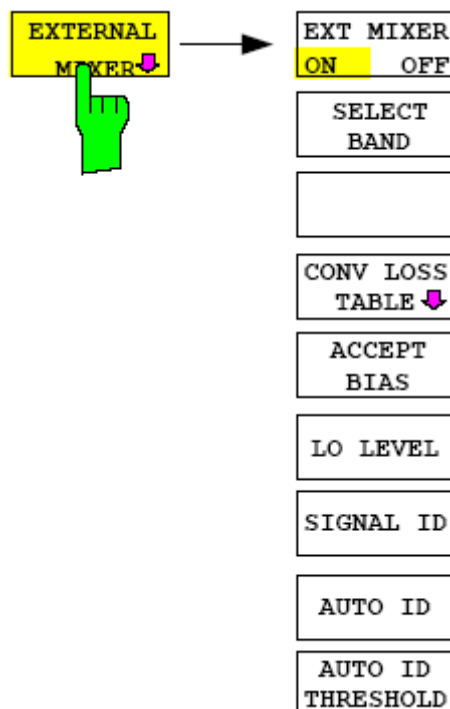 EXTERNAL
MIXER
EXT MIXER
ON OFF
SELECT
BAND
CONV LOSS
TABLE
ACCEPT
BIAS
LO LEVEL
SIGNAL ID
AUTO ID
AUTO ID
THRESHOLD